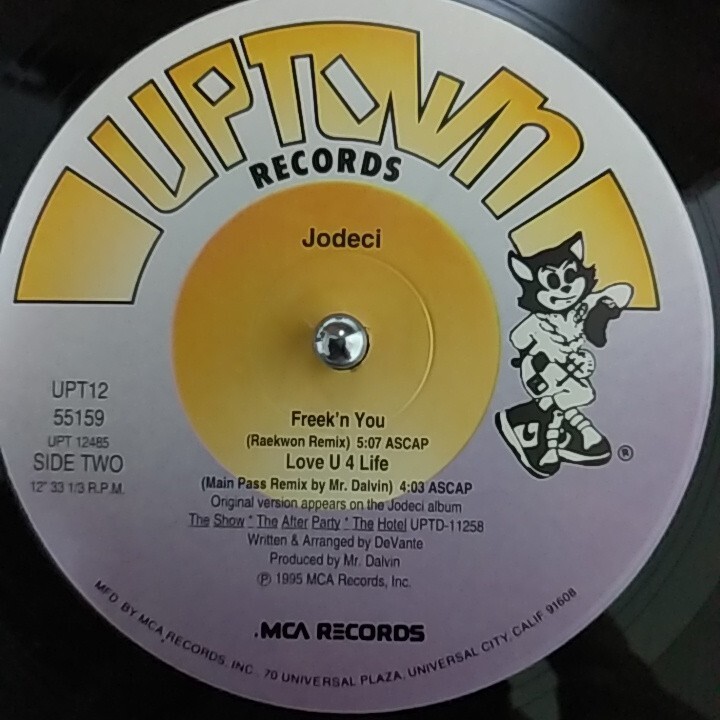 UPTOWN
RECORDS
Jodeci
UPT12
55159
UPT 12485
SIDE TWO
12" 33 1/3 R.P.M.
Freek'n You
(Raekwon Remix) 5:07 ASCAP
Love U 4 Life
(Main Pass Remix by Mr. Dalvin) 4:03 ASCAP
Original version appears on the Jodeci album
The Show * The After Party * The Hotel UPTD-11258
Written & Arranged by DeVante
Produced by Mr. Dalvin
℗ 1995 MCA Records, Inc.
®
.MCA RECORDS
MFD. BY MCA RECORDS, INC. 70 UNIVERSAL PLAZA, UNIVERSAL CITY, CALIF. 91608